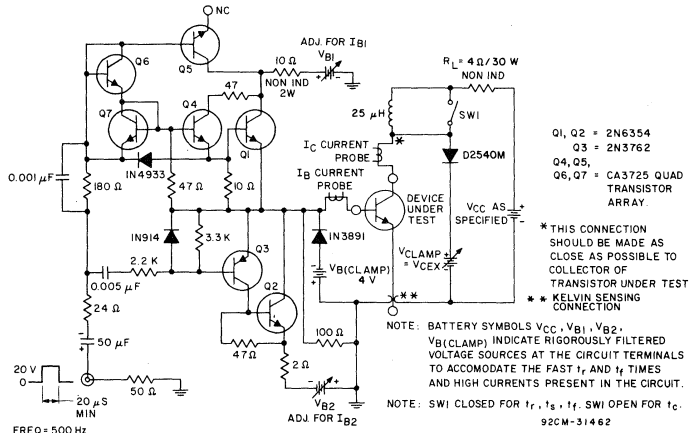 NC
Q6
Q5
ADJ. FOR IB1
VB1
10 Ω
NON IND
2W
RL = 4 Ω/30 W
NON IND
47
Q7
Q4
Q1
25 μH
SW1
IC CURRENT
PROBE
*
D2540M
IB CURRENT
PROBE
Q1, Q2 = 2N6354
Q3 = 2N3762
Q4, Q5,
Q6, Q7 = CA3725 QUAD
TRANSISTOR
ARRAY.
0.001 μF
180 Ω
1N4933
47 Ω
10 Ω
DEVICE
UNDER
TEST
VCC AS
SPECIFIED
* THIS CONNECTION
SHOULD BE MADE AS
CLOSE AS POSSIBLE TO
COLLECTOR OF
TRANSISTOR UNDER TEST
* * KELVIN SENSING
CONNECTION
1N914
3.3 K
Q3
1N3891
VCLAMP
= VCEX
VB(CLAMP)
4 V
2.2 K
0.005 μF
Q2
* *
24 Ω
47 Ω
2 Ω
100 Ω
50 μF
NOTE: BATTERY SYMBOLS VCC, VB1, VB2,
VB(CLAMP) INDICATE RIGOROUSLY FILTERED
VOLTAGE SOURCES AT THE CIRCUIT TERMINALS
TO ACCOMODATE THE FAST tr AND tf TIMES
AND HIGH CURRENTS PRESENT IN THE CIRCUIT.
20 V
0
20 μS
MIN
50 Ω
VB2
ADJ. FOR IB2
NOTE: SW1 CLOSED FOR tr, ts, tf. SW1 OPEN FOR tc.
92CM-31462
FREQ = 500 Hz